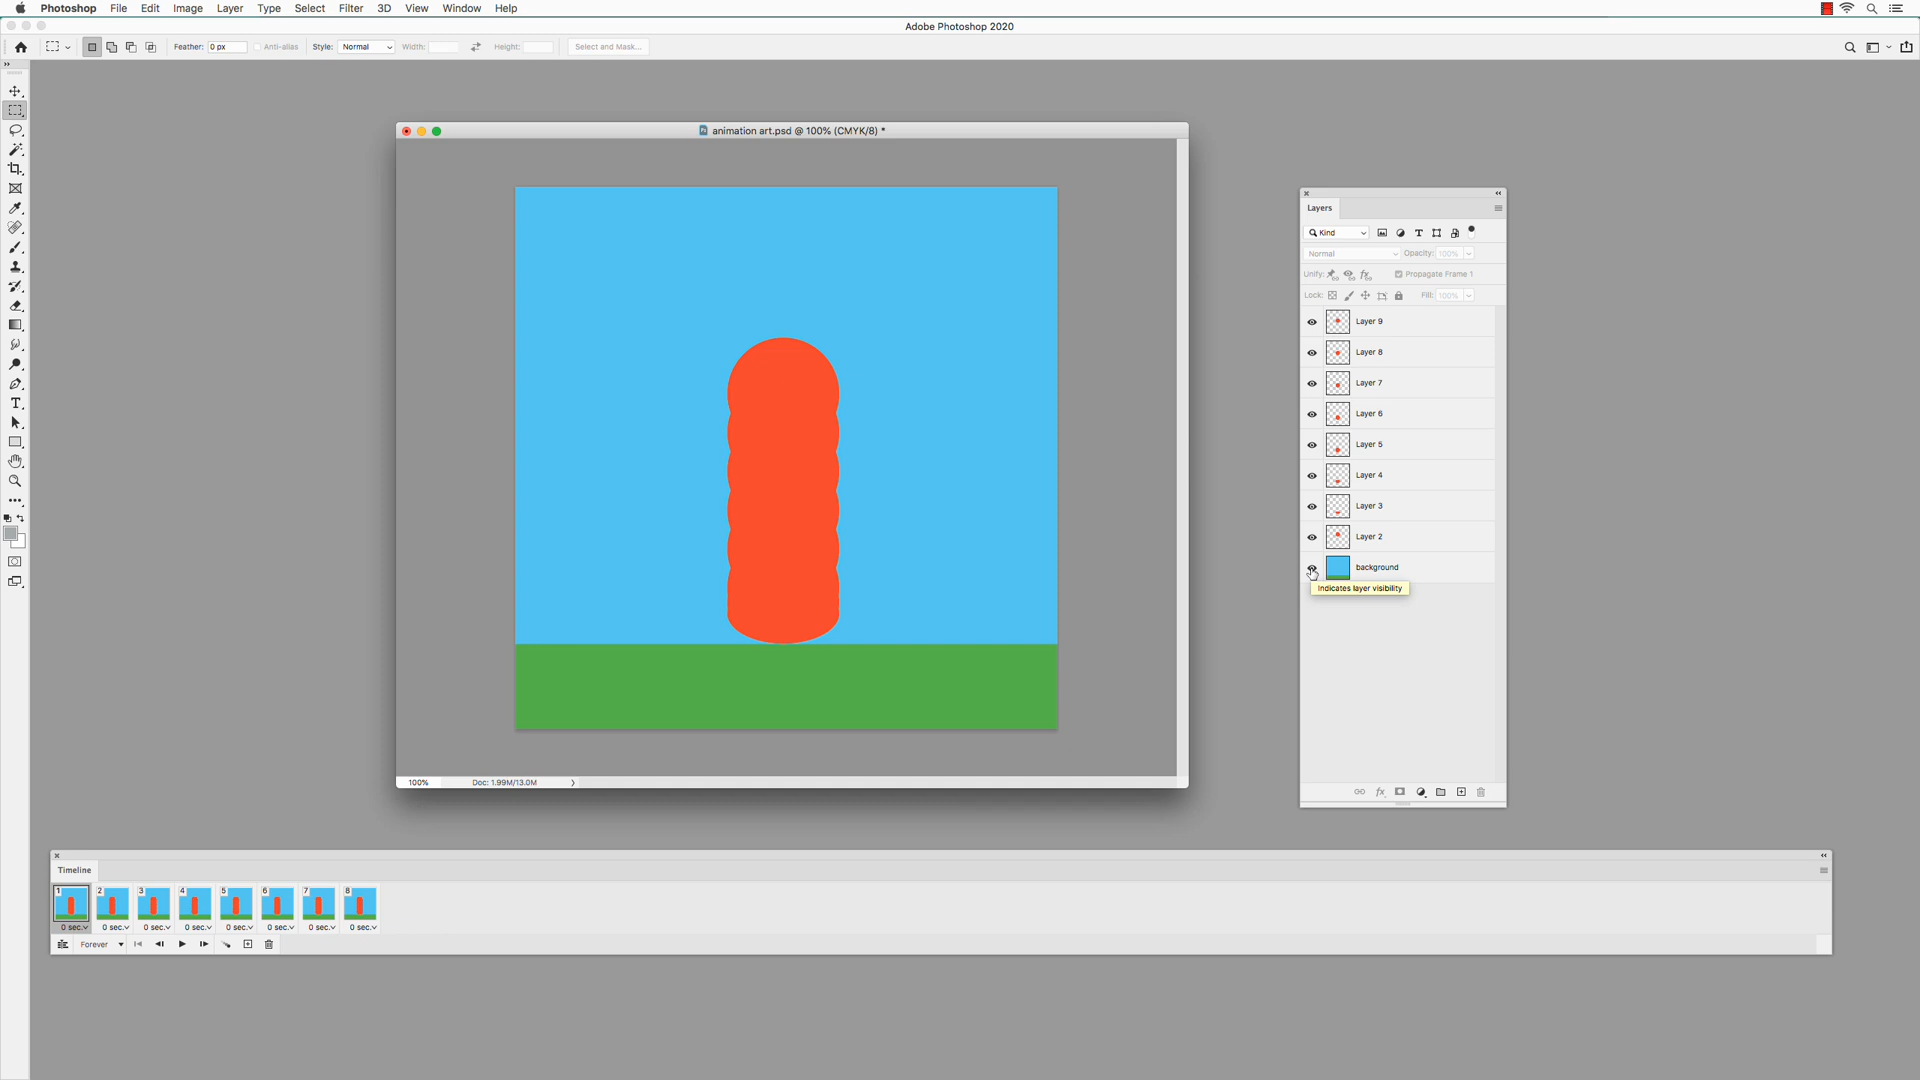 Photoshop File Edit Image Layer Type Select Filter 3D View Window Help
Adobe Photoshop 2020
Feather: 0 px Anti-alias Style: Normal Width: Height: Select and Mask...
animation art.psd @ 100% (CMYK/8) *
Layers
Kind
Normal Opacity: 100%
Unify: Propagate Frame 1
Lock: Fill: 100%
Layer 9
Layer 8
Layer 7
Layer 6
Layer 5
Layer 4
Layer 3
Layer 2
background
Indicates layer visibility
100% Doc: 1.99M/13.0M
Timeline
1 2 3 4 5 6 7 8
0 sec. 0 sec. 0 sec. 0 sec. 0 sec. 0 sec. 0 sec. 0 sec.
Forever